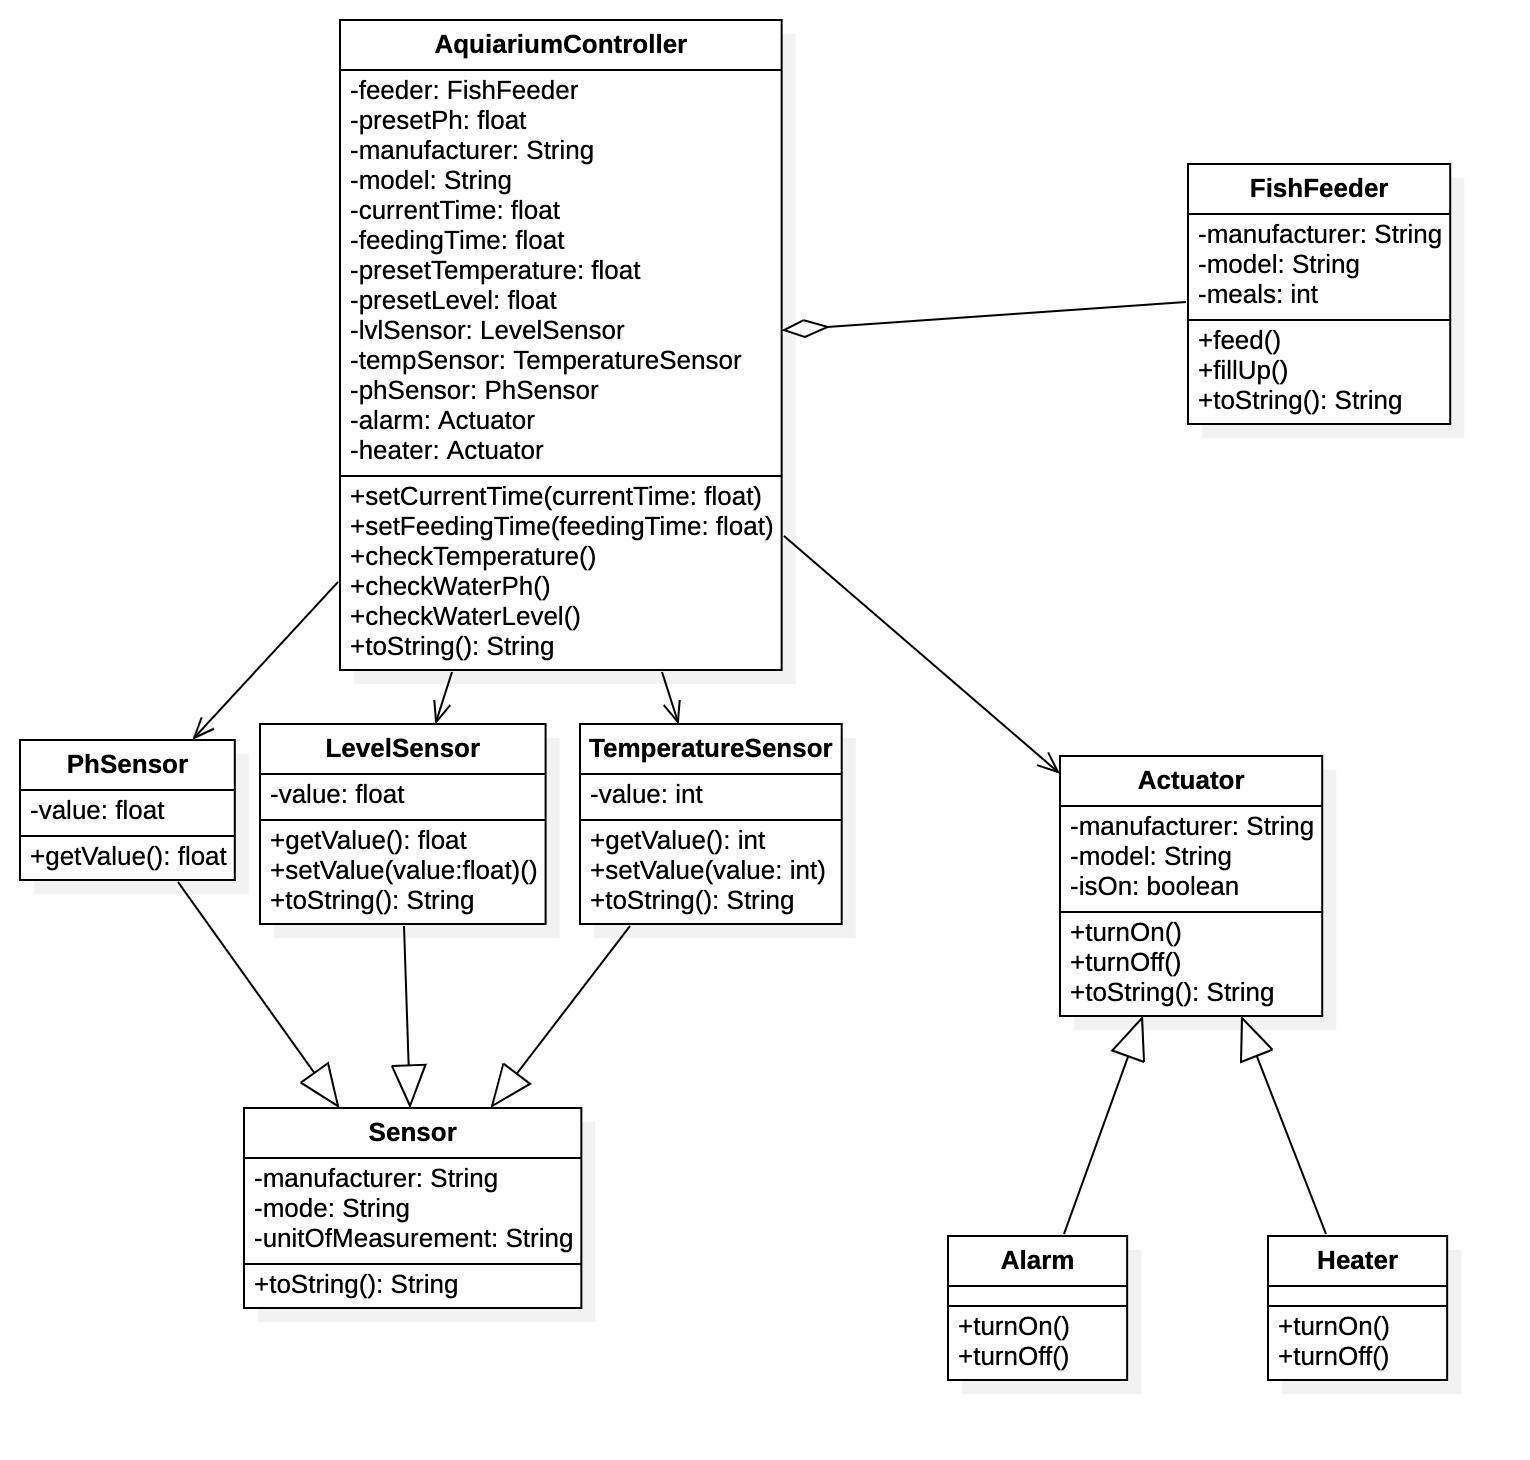 AquiariumController
-feeder: FishFeeder
-presetPh: float
-manufacturer: String
-model: String
-currentTime: float
-feedingTime: float
-presetTemperature: float
-presetLevel: float
-lvlSensor: LevelSensor
-tempSensor: TemperatureSensor
-phSensor: PhSensor
-alarm: Actuator
-heater: Actuator
+setCurrentTime(currentTime: float)
+setFeedingTime(feedingTime: float)
+checkTemperature()
+checkWaterPh()
+checkWaterLevel()
+toString(): String
FishFeeder
-manufacturer: String
-model: String
-meals: int
+feed()
+fillUp()
+toString(): String
PhSensor
-value: float
+getValue(): float
LevelSensor
-value: float
+getValue(): float
+setValue(value:float)()
+toString(): String
TemperatureSensor
-value: int
+getValue(): int
+setValue(value: int)
+toString(): String
Actuator
-manufacturer: String
-model: String
-isOn: boolean
+turnOn()
+turnOff()
+toString(): String
Sensor
-manufacturer: String
-mode: String
-unitOfMeasurement: String
+toString(): String
Alarm
+turnOn()
+turnOff()
Heater
+turnOn()
+turnOff()